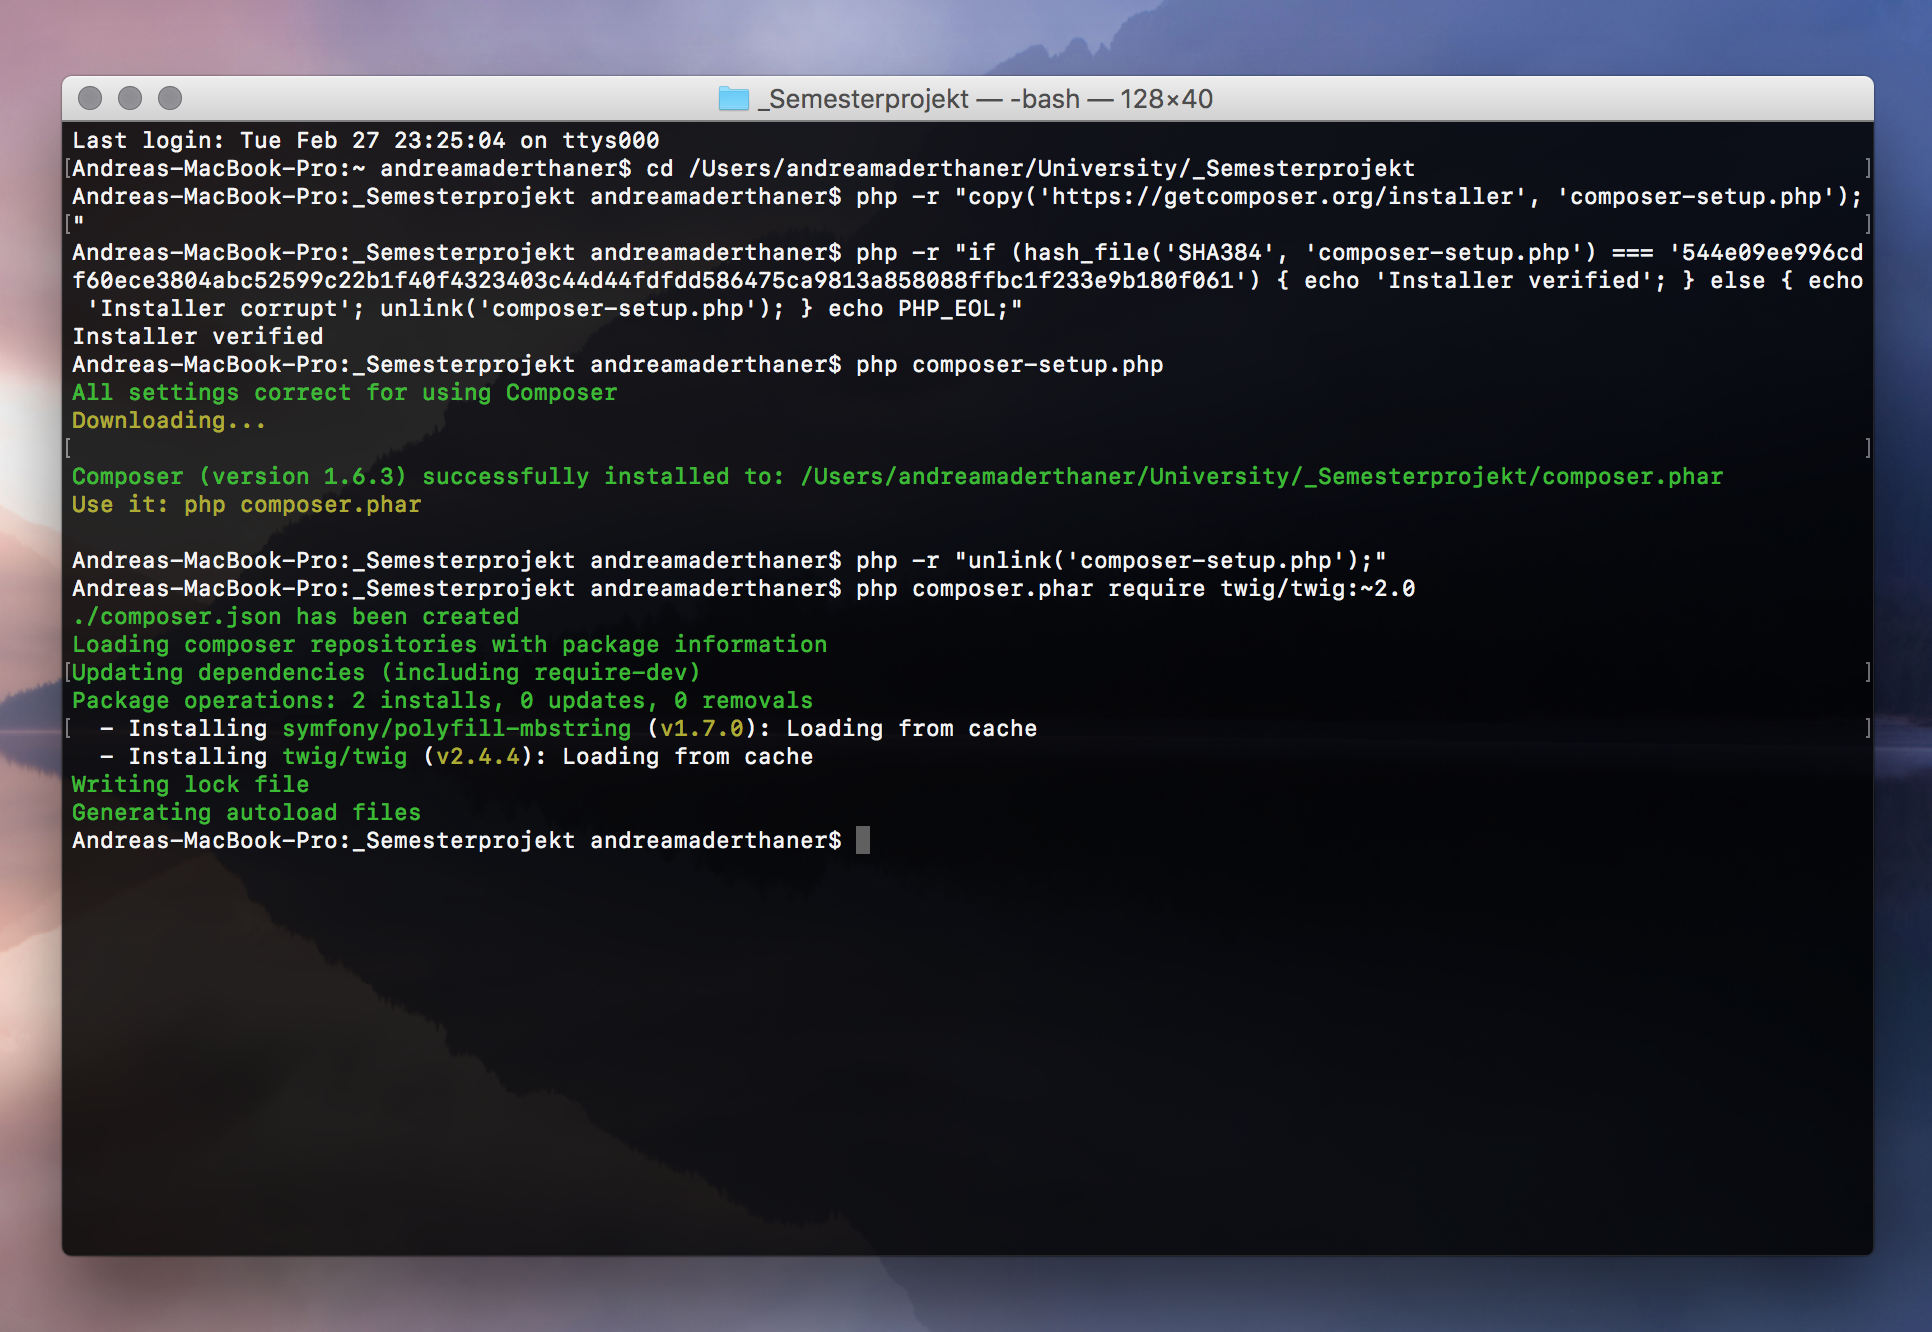 _Semesterprojekt — -bash — 128×40
Last login: Tue Feb 27 23:25:04 on ttys000
[Andreas-MacBook-Pro:~ andreamaderthaner$ cd /Users/andreamaderthaner/University/_Semesterprojekt ]
Andreas-MacBook-Pro:_Semesterprojekt andreamaderthaner$ php -r "copy('https://getcomposer.org/installer', 'composer-setup.php');
[" ]
Andreas-MacBook-Pro:_Semesterprojekt andreamaderthaner$ php -r "if (hash_file('SHA384', 'composer-setup.php') === '544e09ee996cd
f60ece3804abc52599c22b1f40f4323403c44d44fdfdd586475ca9813a858088ffbc1f233e9b180f061') { echo 'Installer verified'; } else { echo
'Installer corrupt'; unlink('composer-setup.php'); } echo PHP_EOL;"
Installer verified
Andreas-MacBook-Pro:_Semesterprojekt andreamaderthaner$ php composer-setup.php
All settings correct for using Composer
Downloading...
[ ]
Composer (version 1.6.3) successfully installed to: /Users/andreamaderthaner/University/_Semesterprojekt/composer.phar
Use it: php composer.phar
Andreas-MacBook-Pro:_Semesterprojekt andreamaderthaner$ php -r "unlink('composer-setup.php');"
Andreas-MacBook-Pro:_Semesterprojekt andreamaderthaner$ php composer.phar require twig/twig:~2.0
./composer.json has been created
Loading composer repositories with package information
[Updating dependencies (including require-dev) ]
Package operations: 2 installs, 0 updates, 0 removals
[ - Installing symfony/polyfill-mbstring (v1.7.0): Loading from cache ]
- Installing twig/twig (v2.4.4): Loading from cache
Writing lock file
Generating autoload files
Andreas-MacBook-Pro:_Semesterprojekt andreamaderthaner$